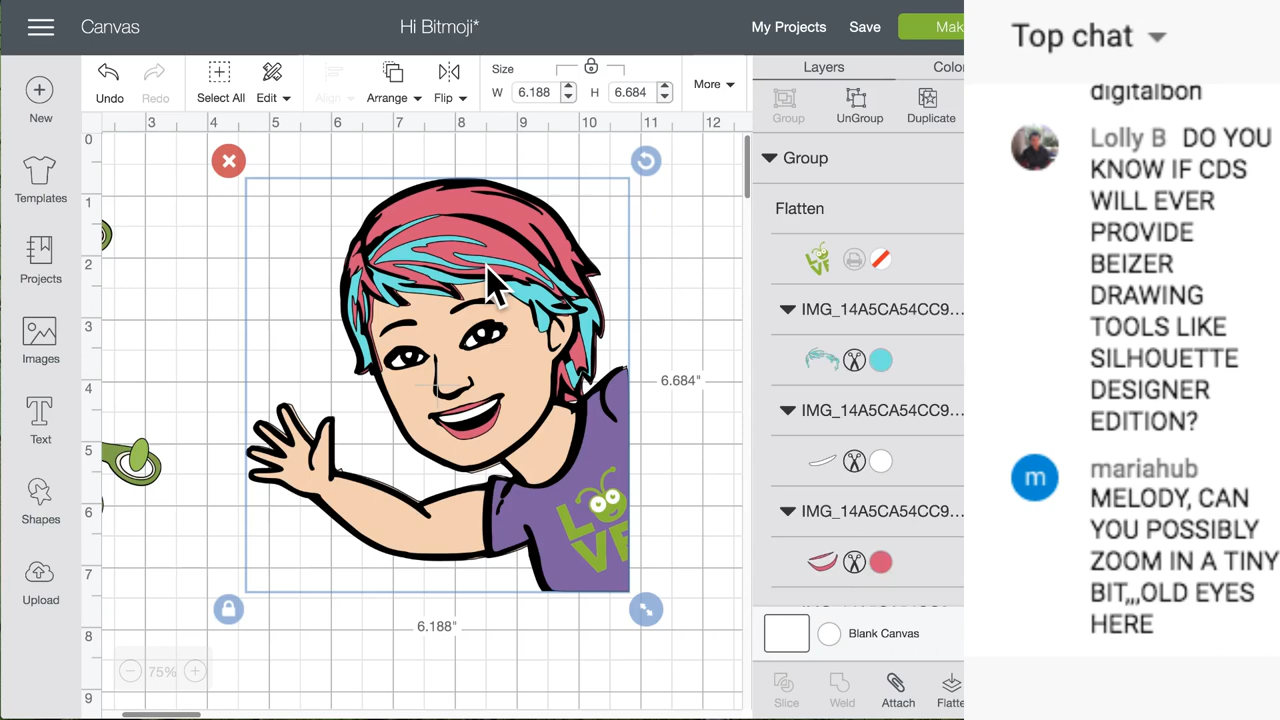 Canvas
Hi Bitmoji*
My Projects
Save
Mak
Top chat
New
Templates
Projects
Images
Text
Shapes
Upload
Undo
Redo
Select All
Edit
Align
Arrange
Flip
Size
W 6.188
H 6.684
More
3 4 5 6 7 8 9 10 11 12
0
1
2
3
4
5
6
7
8
9
6.684"
6.188"
LO
VE
75%
Layers
Color
Group
UnGroup
Duplicate
Group
Flatten
IMG_14A5CA54CC9...
IMG_14A5CA54CC9...
IMG_14A5CA54CC9...
Blank Canvas
Slice
Weld
Attach
Flatte
digitalbon
Lolly B DO YOU
KNOW IF CDS
WILL EVER
PROVIDE
BEIZER
DRAWING
TOOLS LIKE
SILHOUETTE
DESIGNER
EDITION?
m
mariahub
MELODY, CAN
YOU POSSIBLY
ZOOM IN A TINY
BIT,,,OLD EYES
HERE